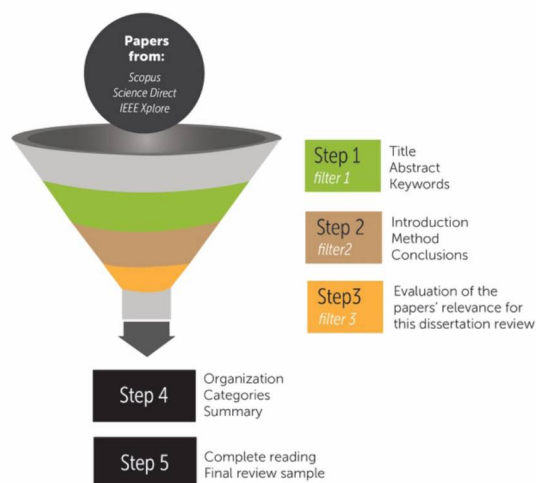 Papers
from:
Scopus
Science Direct
IEEE Xplore
Step 1
filter 1
Title
Abstract
Keywords
Step 2
filter2
Introduction
Method
Conclusions
Step3
filter 3
Evaluation of the
papers' relevance for
this dissertation review
Step 4
Organization
Categories
Summary
Step 5
Complete reading
Final review sample